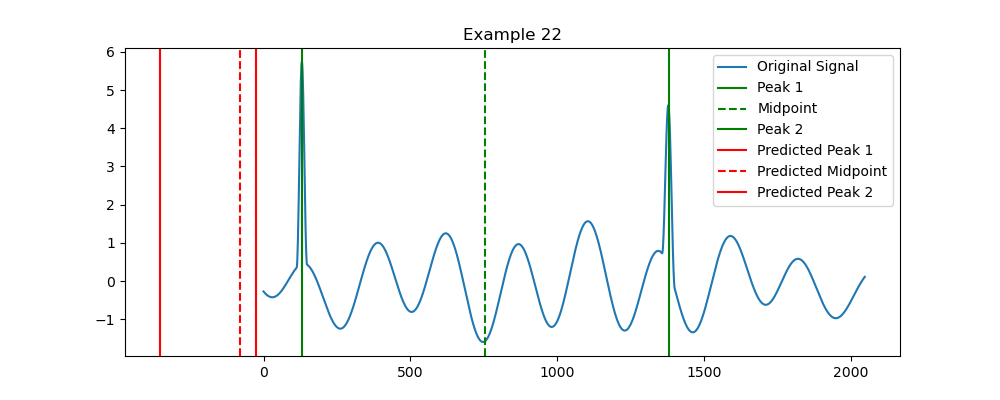 Example 22
6
5
4
3
2
1
0
−1
0
500
1000
1500
2000
Original Signal
Peak 1
Midpoint
Peak 2
Predicted Peak 1
Predicted Midpoint
Predicted Peak 2